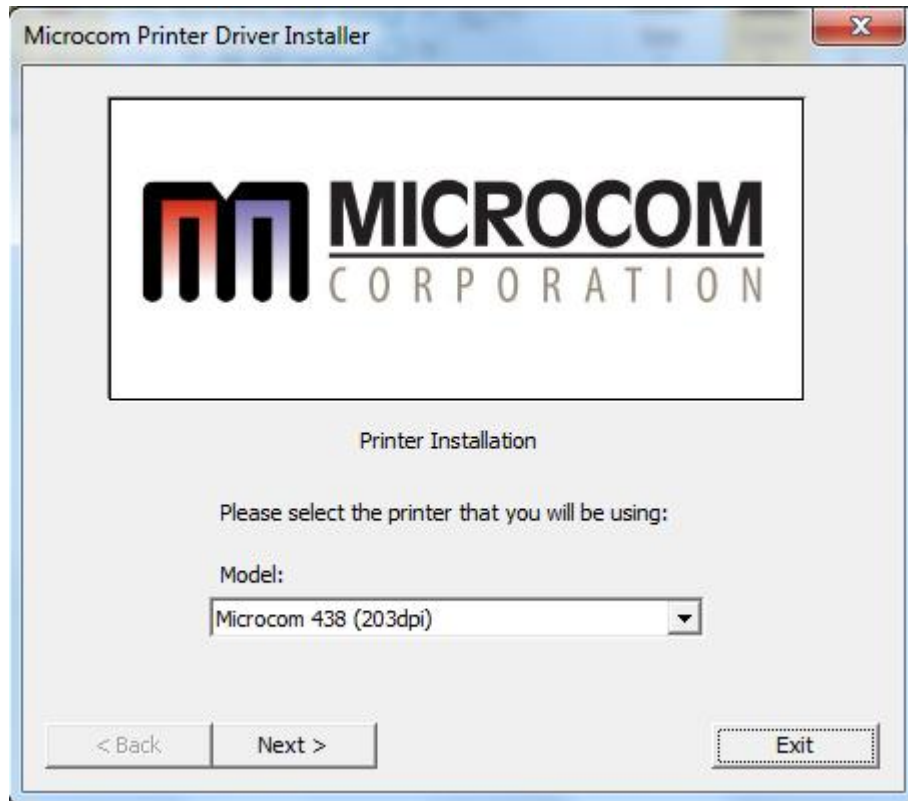 Microcom Printer Driver Installer
MICROCOM
CORPORATION
Printer Installation
Please select the printer that you will be using:
Model:
Microcom 438 (203dpi)
< Back
Next >
Exit